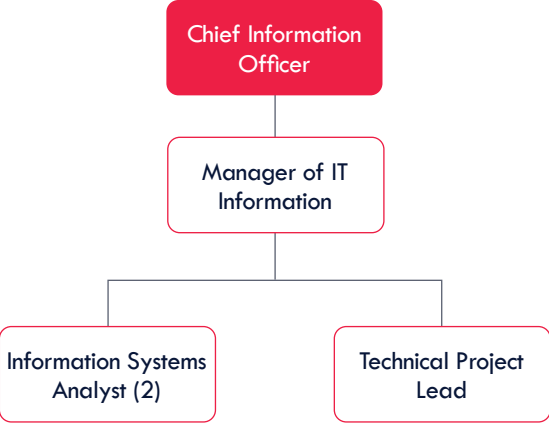 Chief Information
Officer
Manager of IT
Information
Information Systems
Analyst (2)
Technical Project
Lead